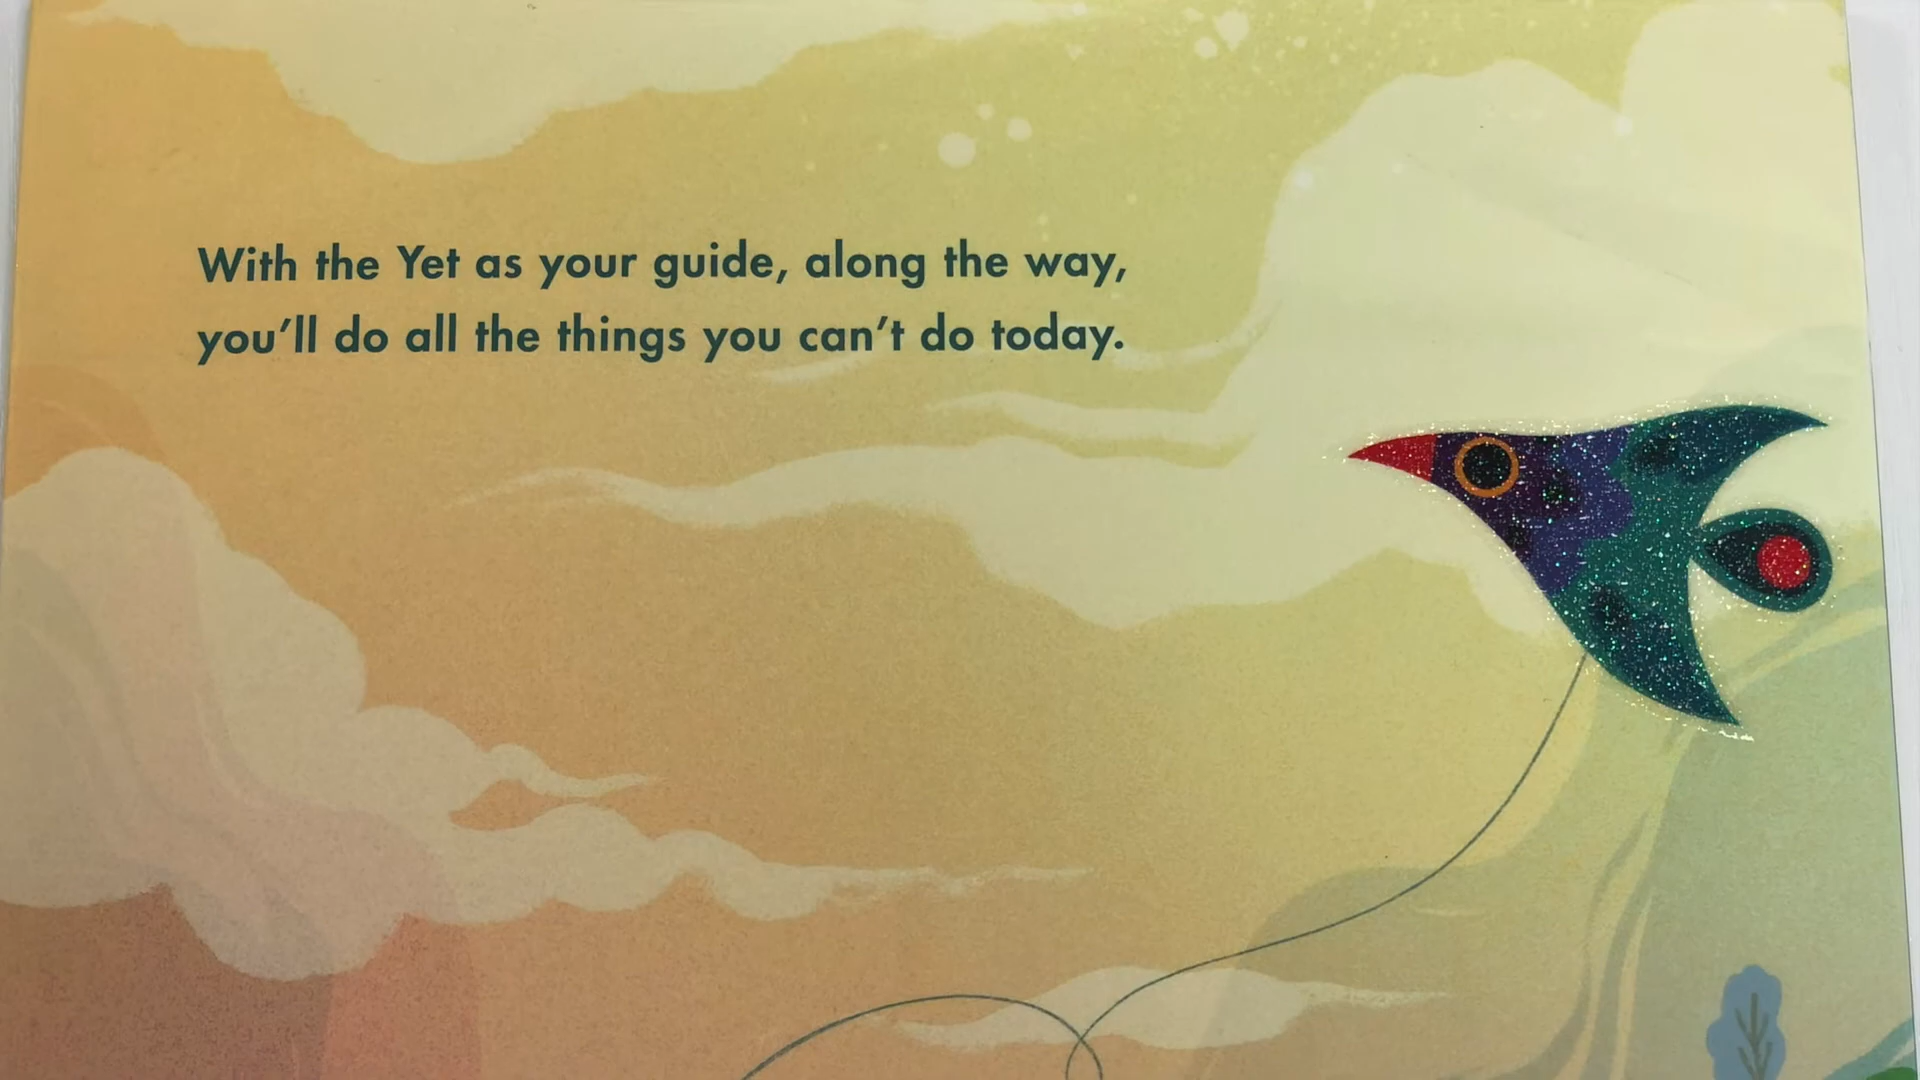 With the Yet as your guide, along the way,
you'll do all the things you can't do today.